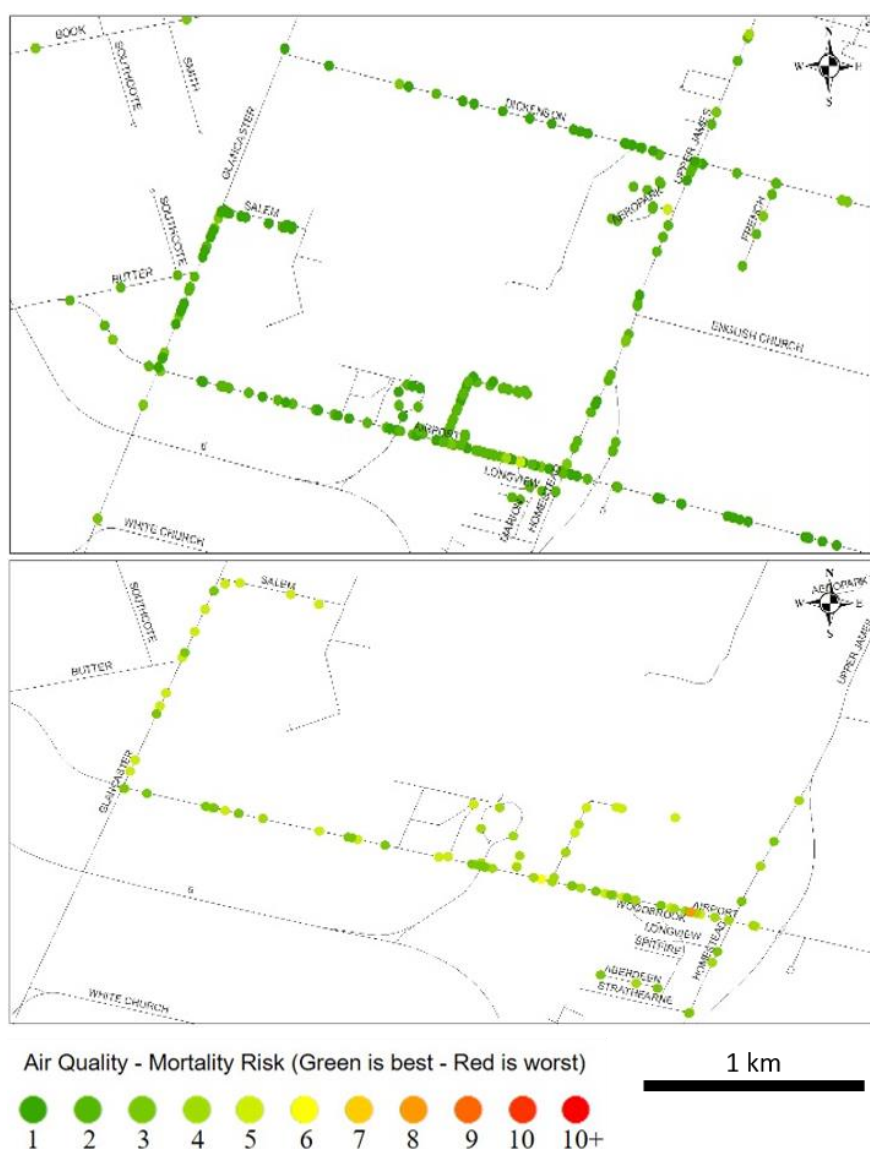 BOOK
SOUTHCOTE
SMITH
GLANCASTER
DICKENSON
UPPER JAMES
N
W E
S
AEROPARK
FRENCH
SALEM
SOUTHCOTE
BUTTER
ENGLISH CHURCH
AIRPORT
6
LONGVIEW
MARION
HOMESTEAD
WHITE CHURCH
SALEM
SOUTHCOTE
N
AEROPARK
W E
S
UPPER JAMES
BUTTER
GLANCASTER
AIRPORT
WOODBROOK
LONGVIEW
SPITFIRE
HOMESTEAD
6
ABERDEEN
STRATHEARNE
WHITE CHURCH
Air Quality - Mortality Risk (Green is best - Red is worst)
1 km
1 2 3 4 5 6 7 8 9 10 10+